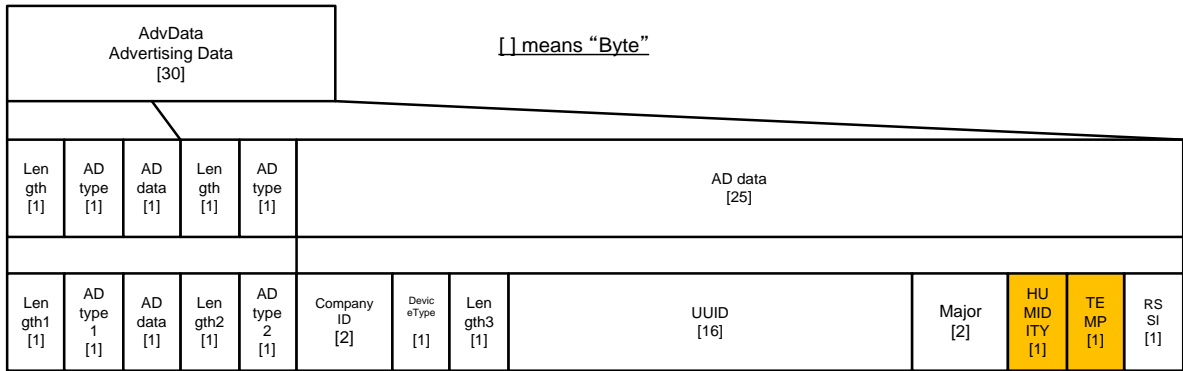 AdvData
Advertising Data
[30]
[ ] means “Byte”
Len
gth
[1]
AD
type
[1]
AD
data
[1]
Len
gth
[1]
AD
type
[1]
AD data
[25]
Len
gth1
[1]
AD
type
1
[1]
AD
data
[1]
Len
gth2
[1]
AD
type
2
[1]
Company
ID
[2]
Devic
eType
[1]
Len
gth3
[1]
UUID
[16]
Major
[2]
HU
MID
ITY
[1]
TE
MP
[1]
RS
SI
[1]